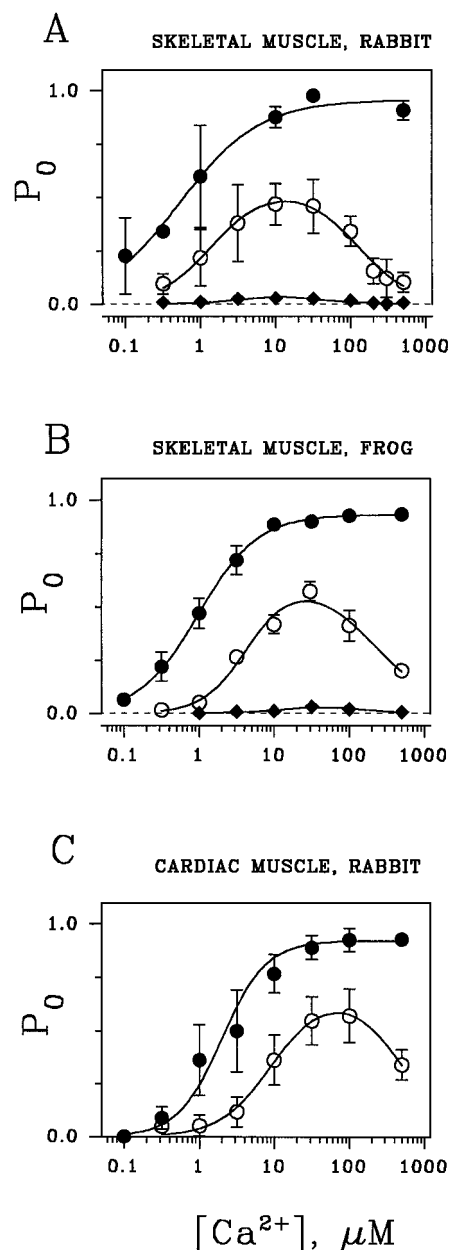 A
SKELETAL MUSCLE, RABBIT
1.0
P0
0.0
0.1 1 10 100 1000
B
SKELETAL MUSCLE, FROG
1.0
P0
0.0
0.1 1 10 100 1000
C
CARDIAC MUSCLE, RABBIT
1.0
P0
0.0
0.1 1 10 100 1000
[Ca²⁺], μM